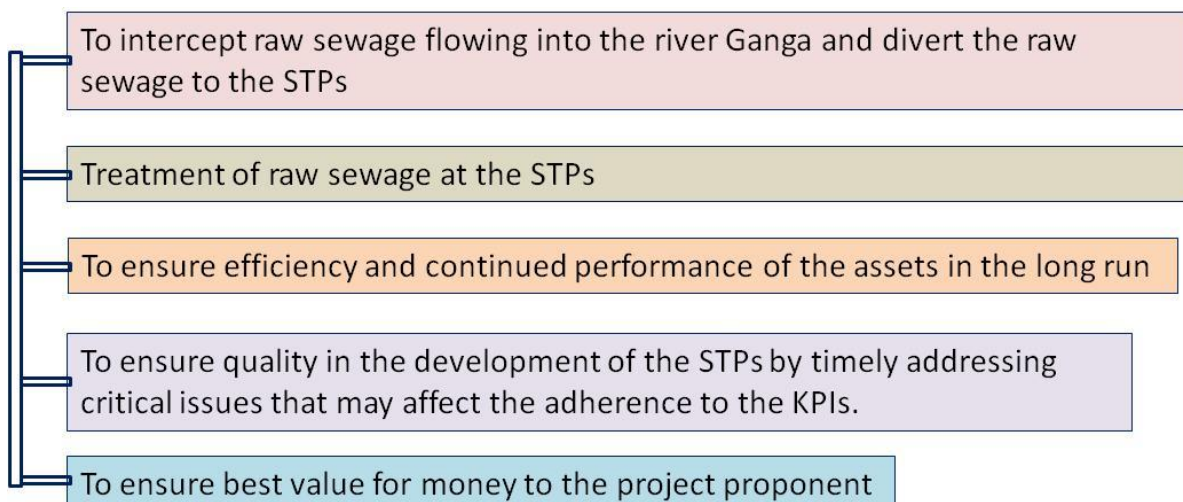 To intercept raw sewage flowing into the river Ganga and divert the raw
sewage to the STPs
Treatment of raw sewage at the STPs
To ensure efficiency and continued performance of the assets in the long run
To ensure quality in the development of the STPs by timely addressing
critical issues that may affect the adherence to the KPIs.
To ensure best value for money to the project proponent